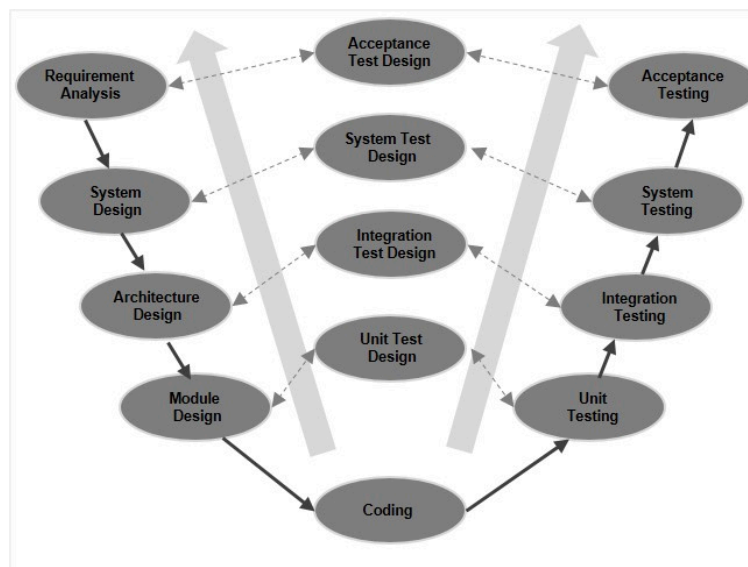 Acceptance
Test Design
Requirement
Analysis
Acceptance
Testing
System Test
Design
System
Design
System
Testing
Integration
Test Design
Architecture
Design
Integration
Testing
Unit Test
Design
Module
Design
Unit
Testing
Coding